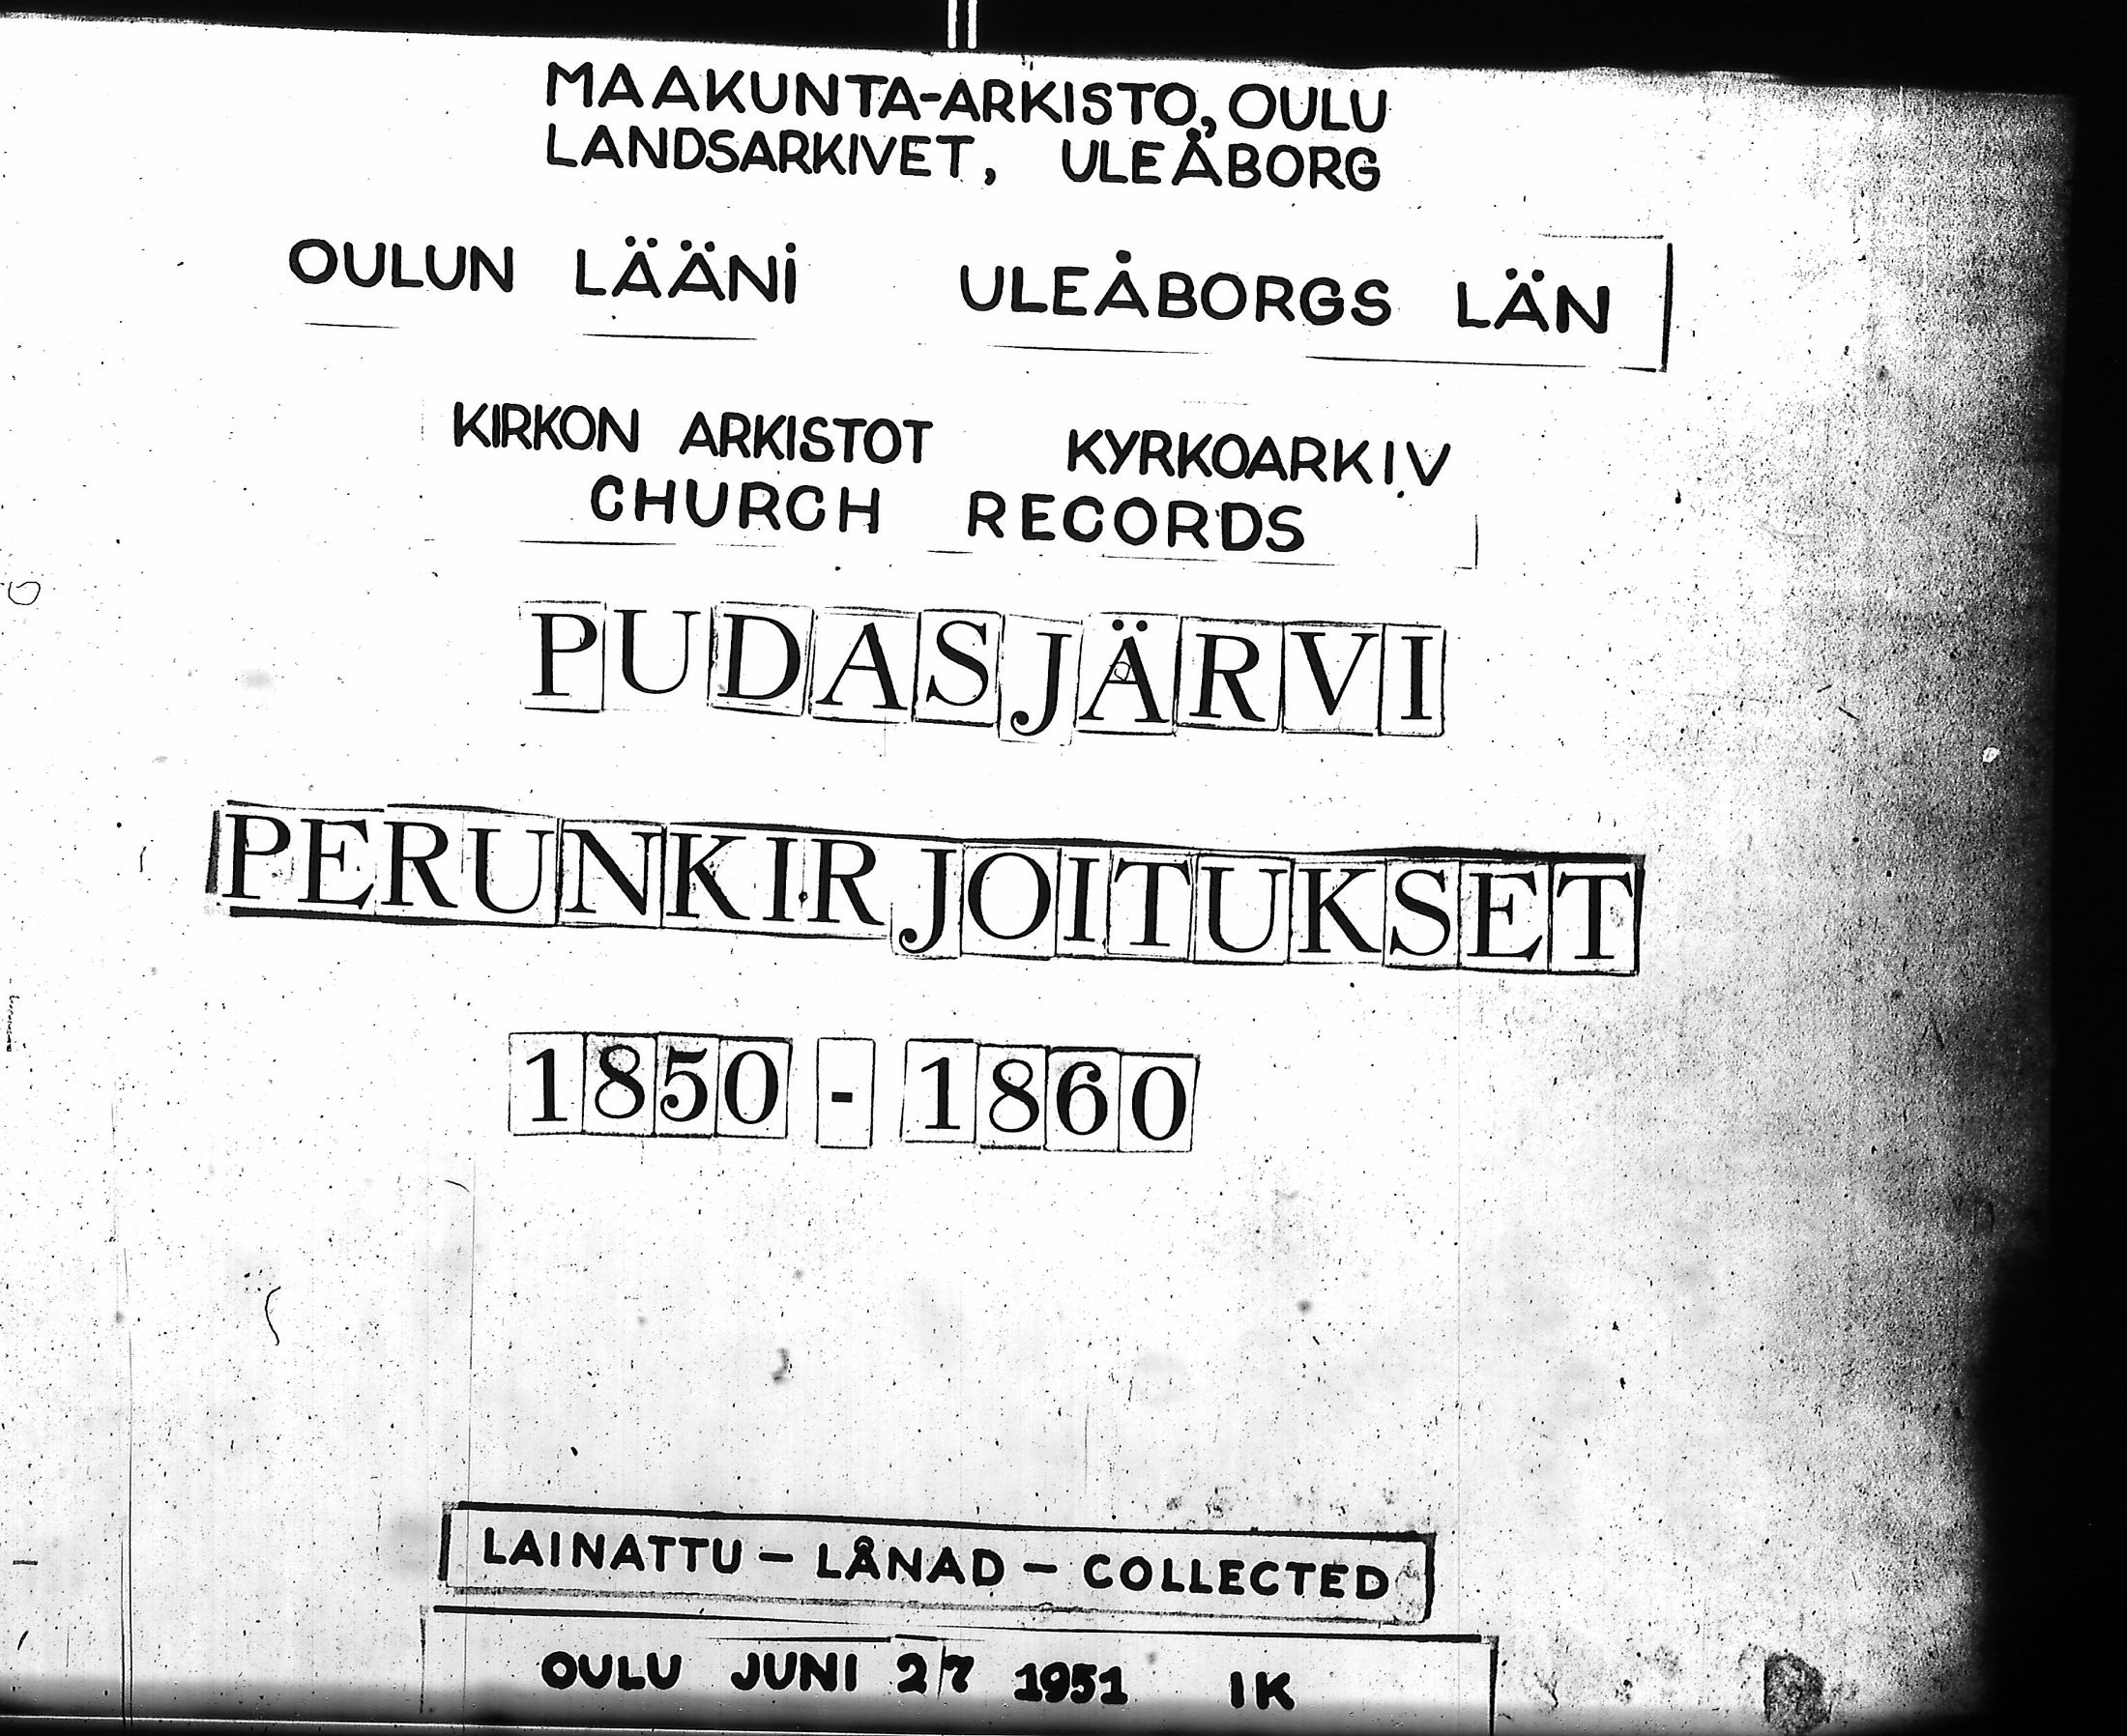 MAAKUNTA-ARKISTO, OULU
LANDSARKIVET, ULEÅBORG
OULUN LÄÄNI ULEÅBORGS LÄN
KIRKON ARKISTOT KYRKOARKIV
CHURCH RECORDS
PUDASJÄRVI
PERUNKIRJOITUKSET
1850 - 1860
LAINATTU - LÅNAD - COLLECTED
OULU JUNI 27 1951 IK